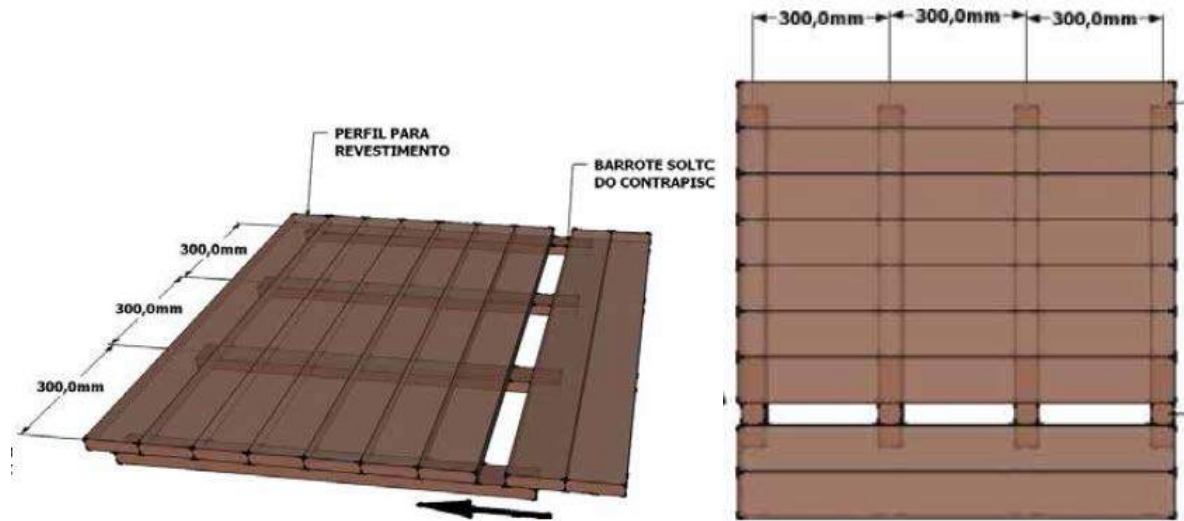 PERFIL PARA
REVESTIMENTO
BARROTE SOLTC
DO CONTRAPISC
300,0mm
300,0mm
300,0mm
300,0mm
300,0mm
300,0mm